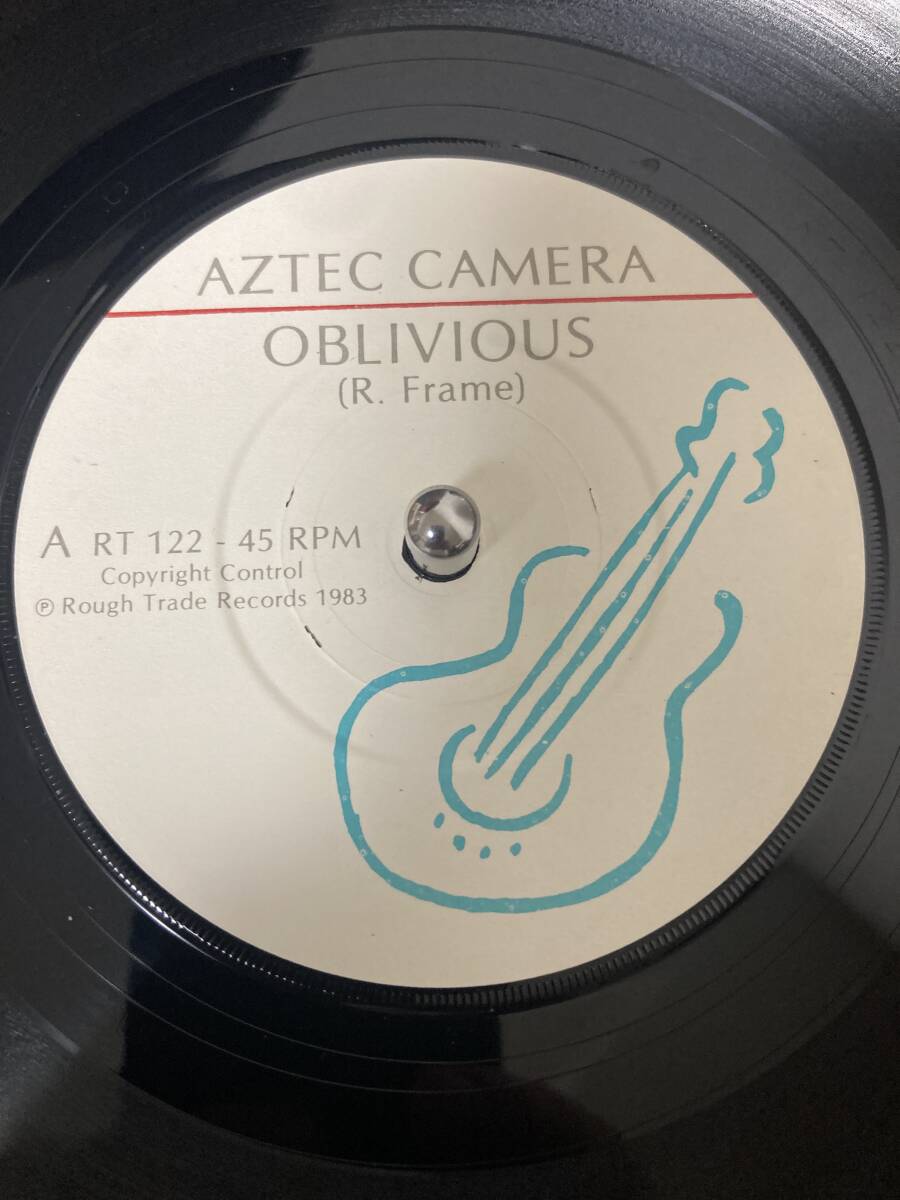 AZTEC CAMERA
OBLIVIOUS
(R. Frame)
A RT 122 - 45 RPM
Copyright Control
℗ Rough Trade Records 1983